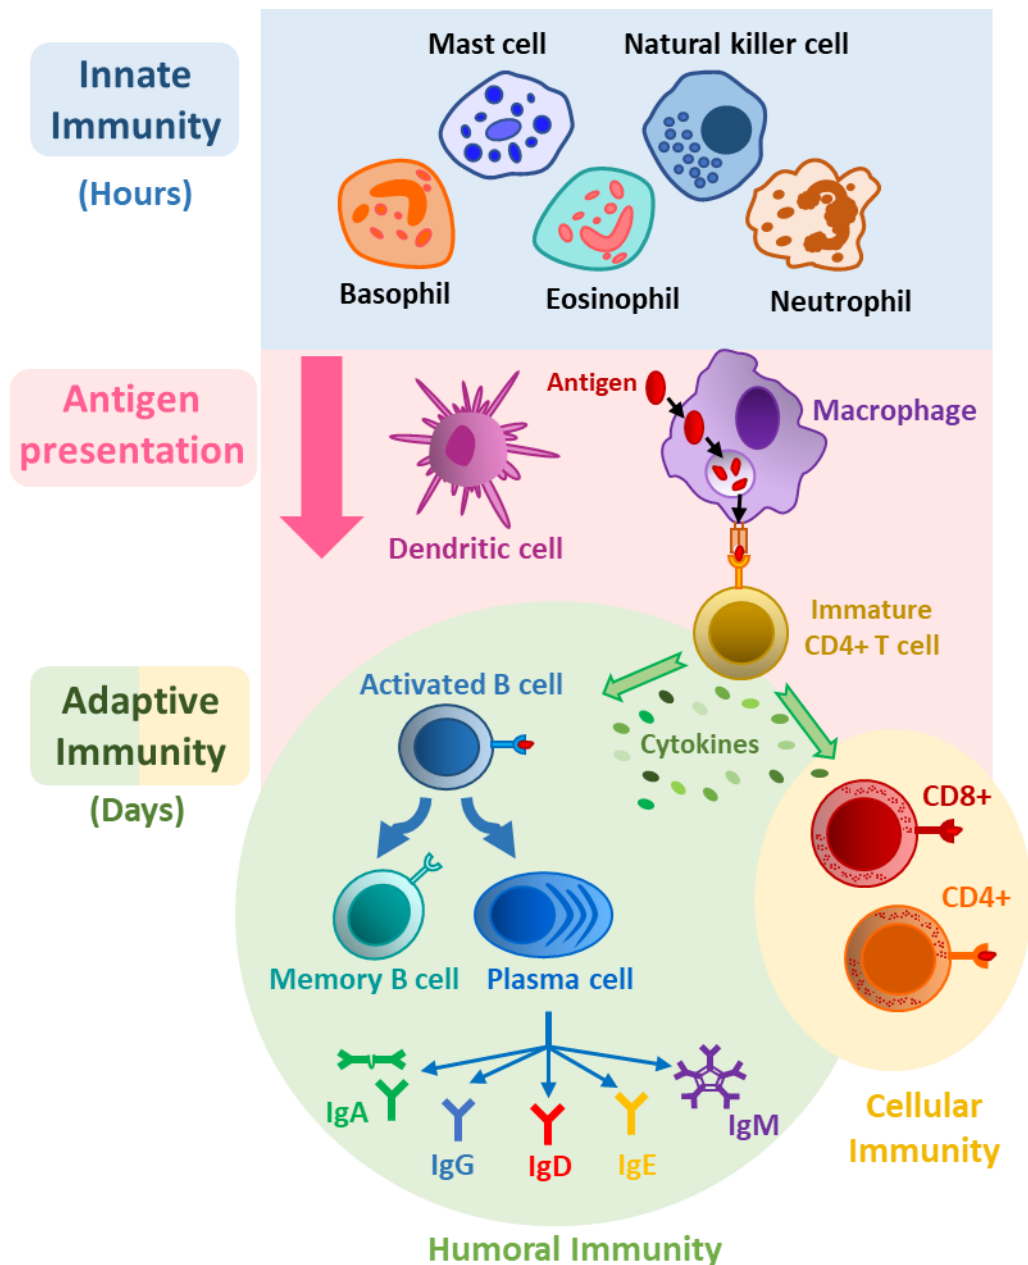 Innate
Immunity
(Hours)
Mast cell
Natural killer cell
Basophil
Eosinophil
Neutrophil
Antigen
presentation
Antigen
Macrophage
Dendritic cell
Immature
CD4+ T cell
Adaptive
Immunity
(Days)
Activated B cell
Cytokines
CD8+
CD4+
Memory B cell
Plasma cell
IgA
IgG
IgD
IgE
IgM
Cellular
Immunity
Humoral Immunity